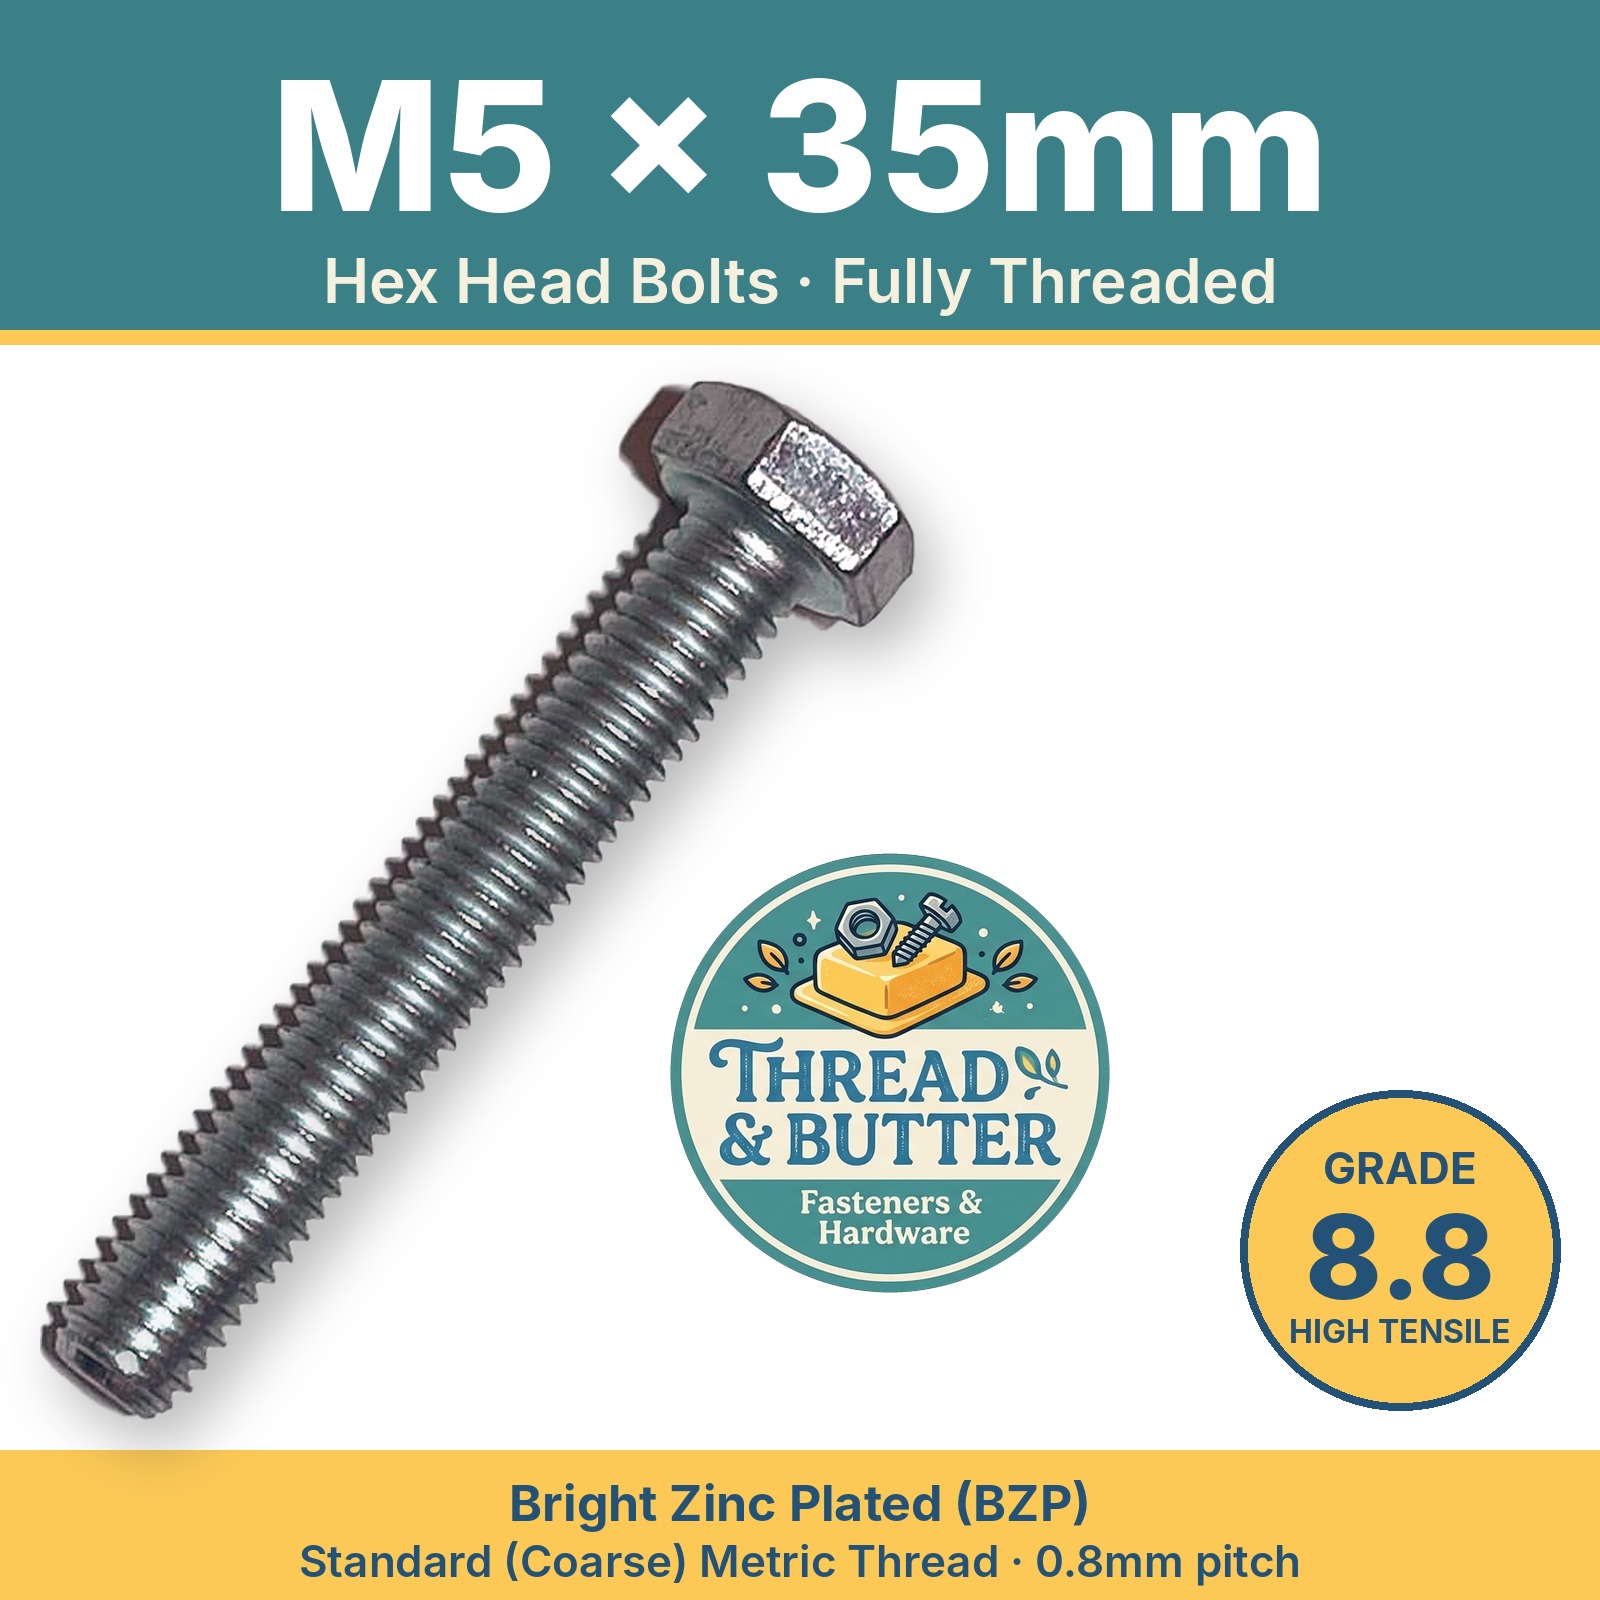 M5 × 35mm
Hex Head Bolts · Fully Threaded
THREAD
& BUTTER
Fasteners &
Hardware
GRADE
8.8
HIGH TENSILE
Bright Zinc Plated (BZP)
Standard (Coarse) Metric Thread · 0.8mm pitch